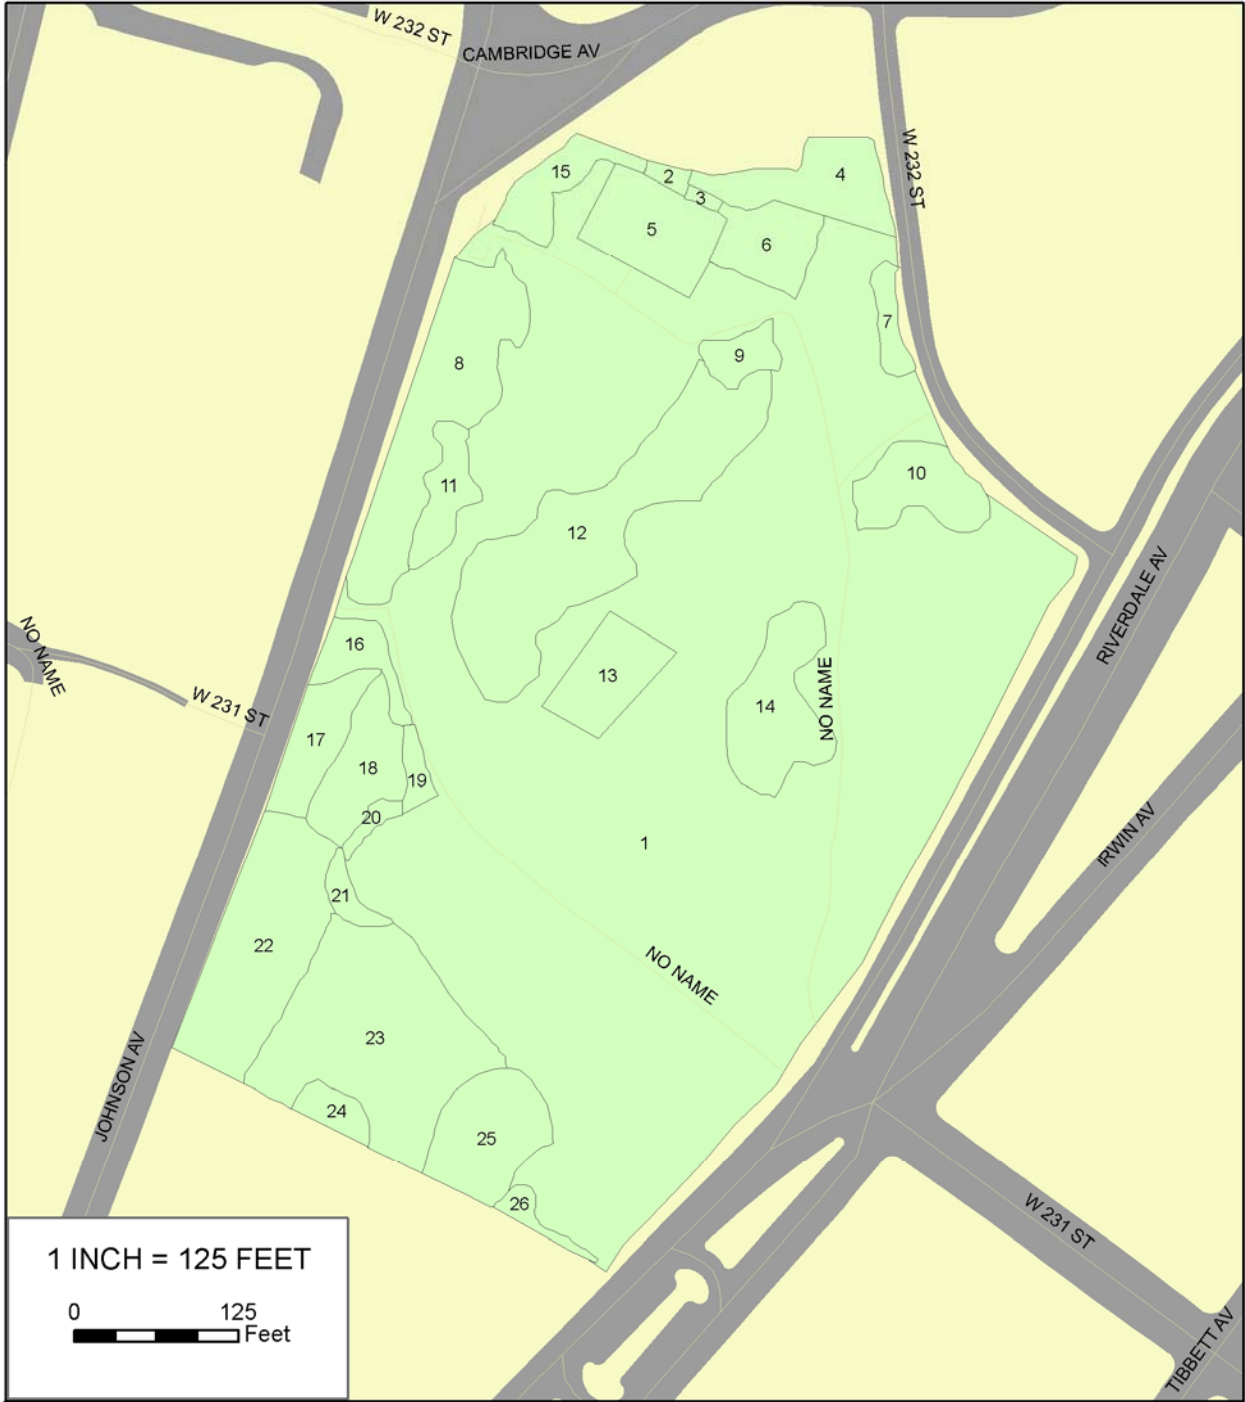 W 232 ST
CAMBRIDGE AV
W 232 ST
15
2
3
4
5
6
7
8
9
10
11
12
RIVERDALE AV
NO NAME
16
13
14
NO NAME
W 231 ST
17
18
19
20
1
IRWIN AV
21
22
NO NAME
23
JOHNSON AV
24
25
26
W 231 ST
TIBBETT AV
1 INCH = 125 FEET
0 125
Feet